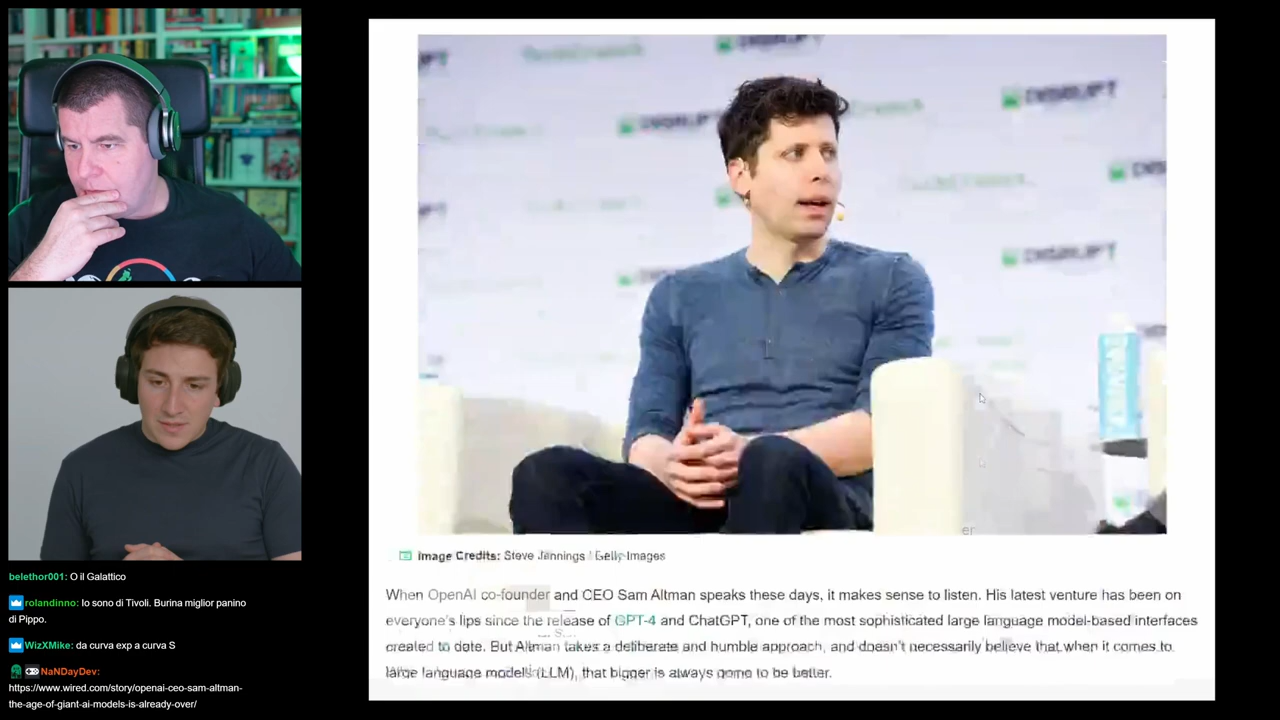 DISRUPT
DISRUPT
DISRUPT
Image Credits: Steve Jennings / Getty Images
When OpenAI co-founder and CEO Sam Altman speaks these days, it makes sense to listen. His latest venture has been on
everyone's lips since the release of GPT-4 and ChatGPT, one of the most sophisticated large language model-based interfaces
created to date. But Altman takes a deliberate and humble approach, and doesn't necessarily believe that when it comes to
large language models (LLM), that bigger is always going to be better.
belethor001: O il Galattico
rolandinno: Io sono di Tivoli. Burina miglior panino
di Pippo.
WizXMike: da curva exp a curva S
NaNDayDev:
https://www.wired.com/story/openai-ceo-sam-altman-
the-age-of-giant-ai-models-is-already-over/